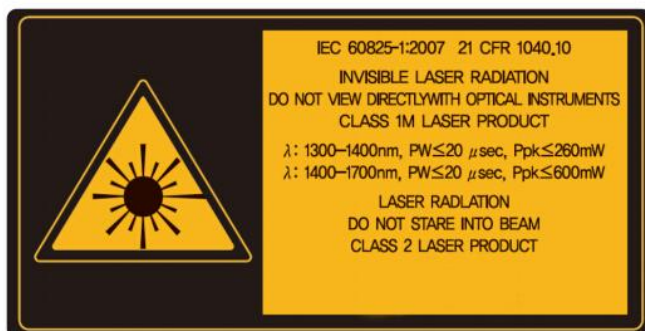 IEC 60825-1:2007 21 CFR 1040.10
INVISIBLE LASER RADIATION
DO NOT VIEW DIRECTLYWITH OPTICAL INSTRUMENTS
CLASS 1M LASER PRODUCT
λ: 1300-1400nm, PW≤20 μsec, Ppk≤260mW
λ: 1400-1700nm, PW≤20 μsec, Ppk≤600mW
LASER RADLATION
DO NOT STARE INTO BEAM
CLASS 2 LASER PRODUCT